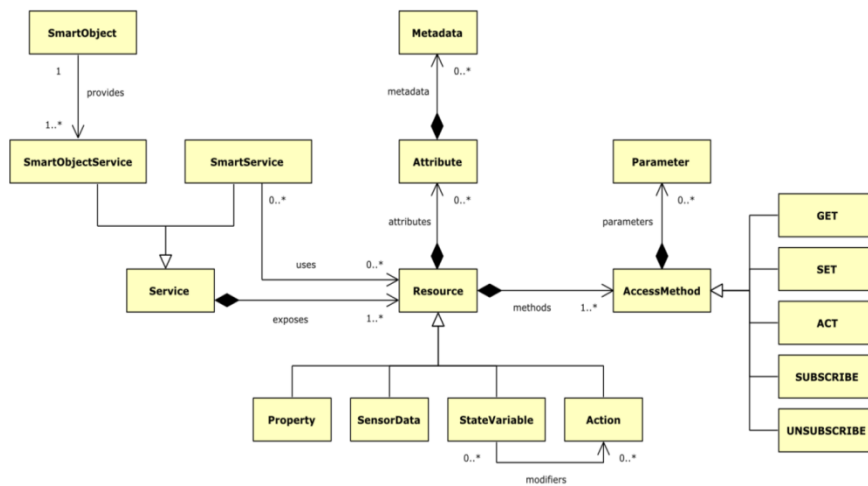 SmartObject
Metadata
1
0..*
provides
metadata
1..*
SmartObjectService
SmartService
Attribute
Parameter
0..*
0..*
0..*
GET
attributes
parameters
uses
0..*
SET
Service
Resource
AccessMethod
exposes
1..*
methods
1..*
ACT
SUBSCRIBE
Property
SensorData
StateVariable
Action
UNSUBSCRIBE
0..*
0..*
modifiers